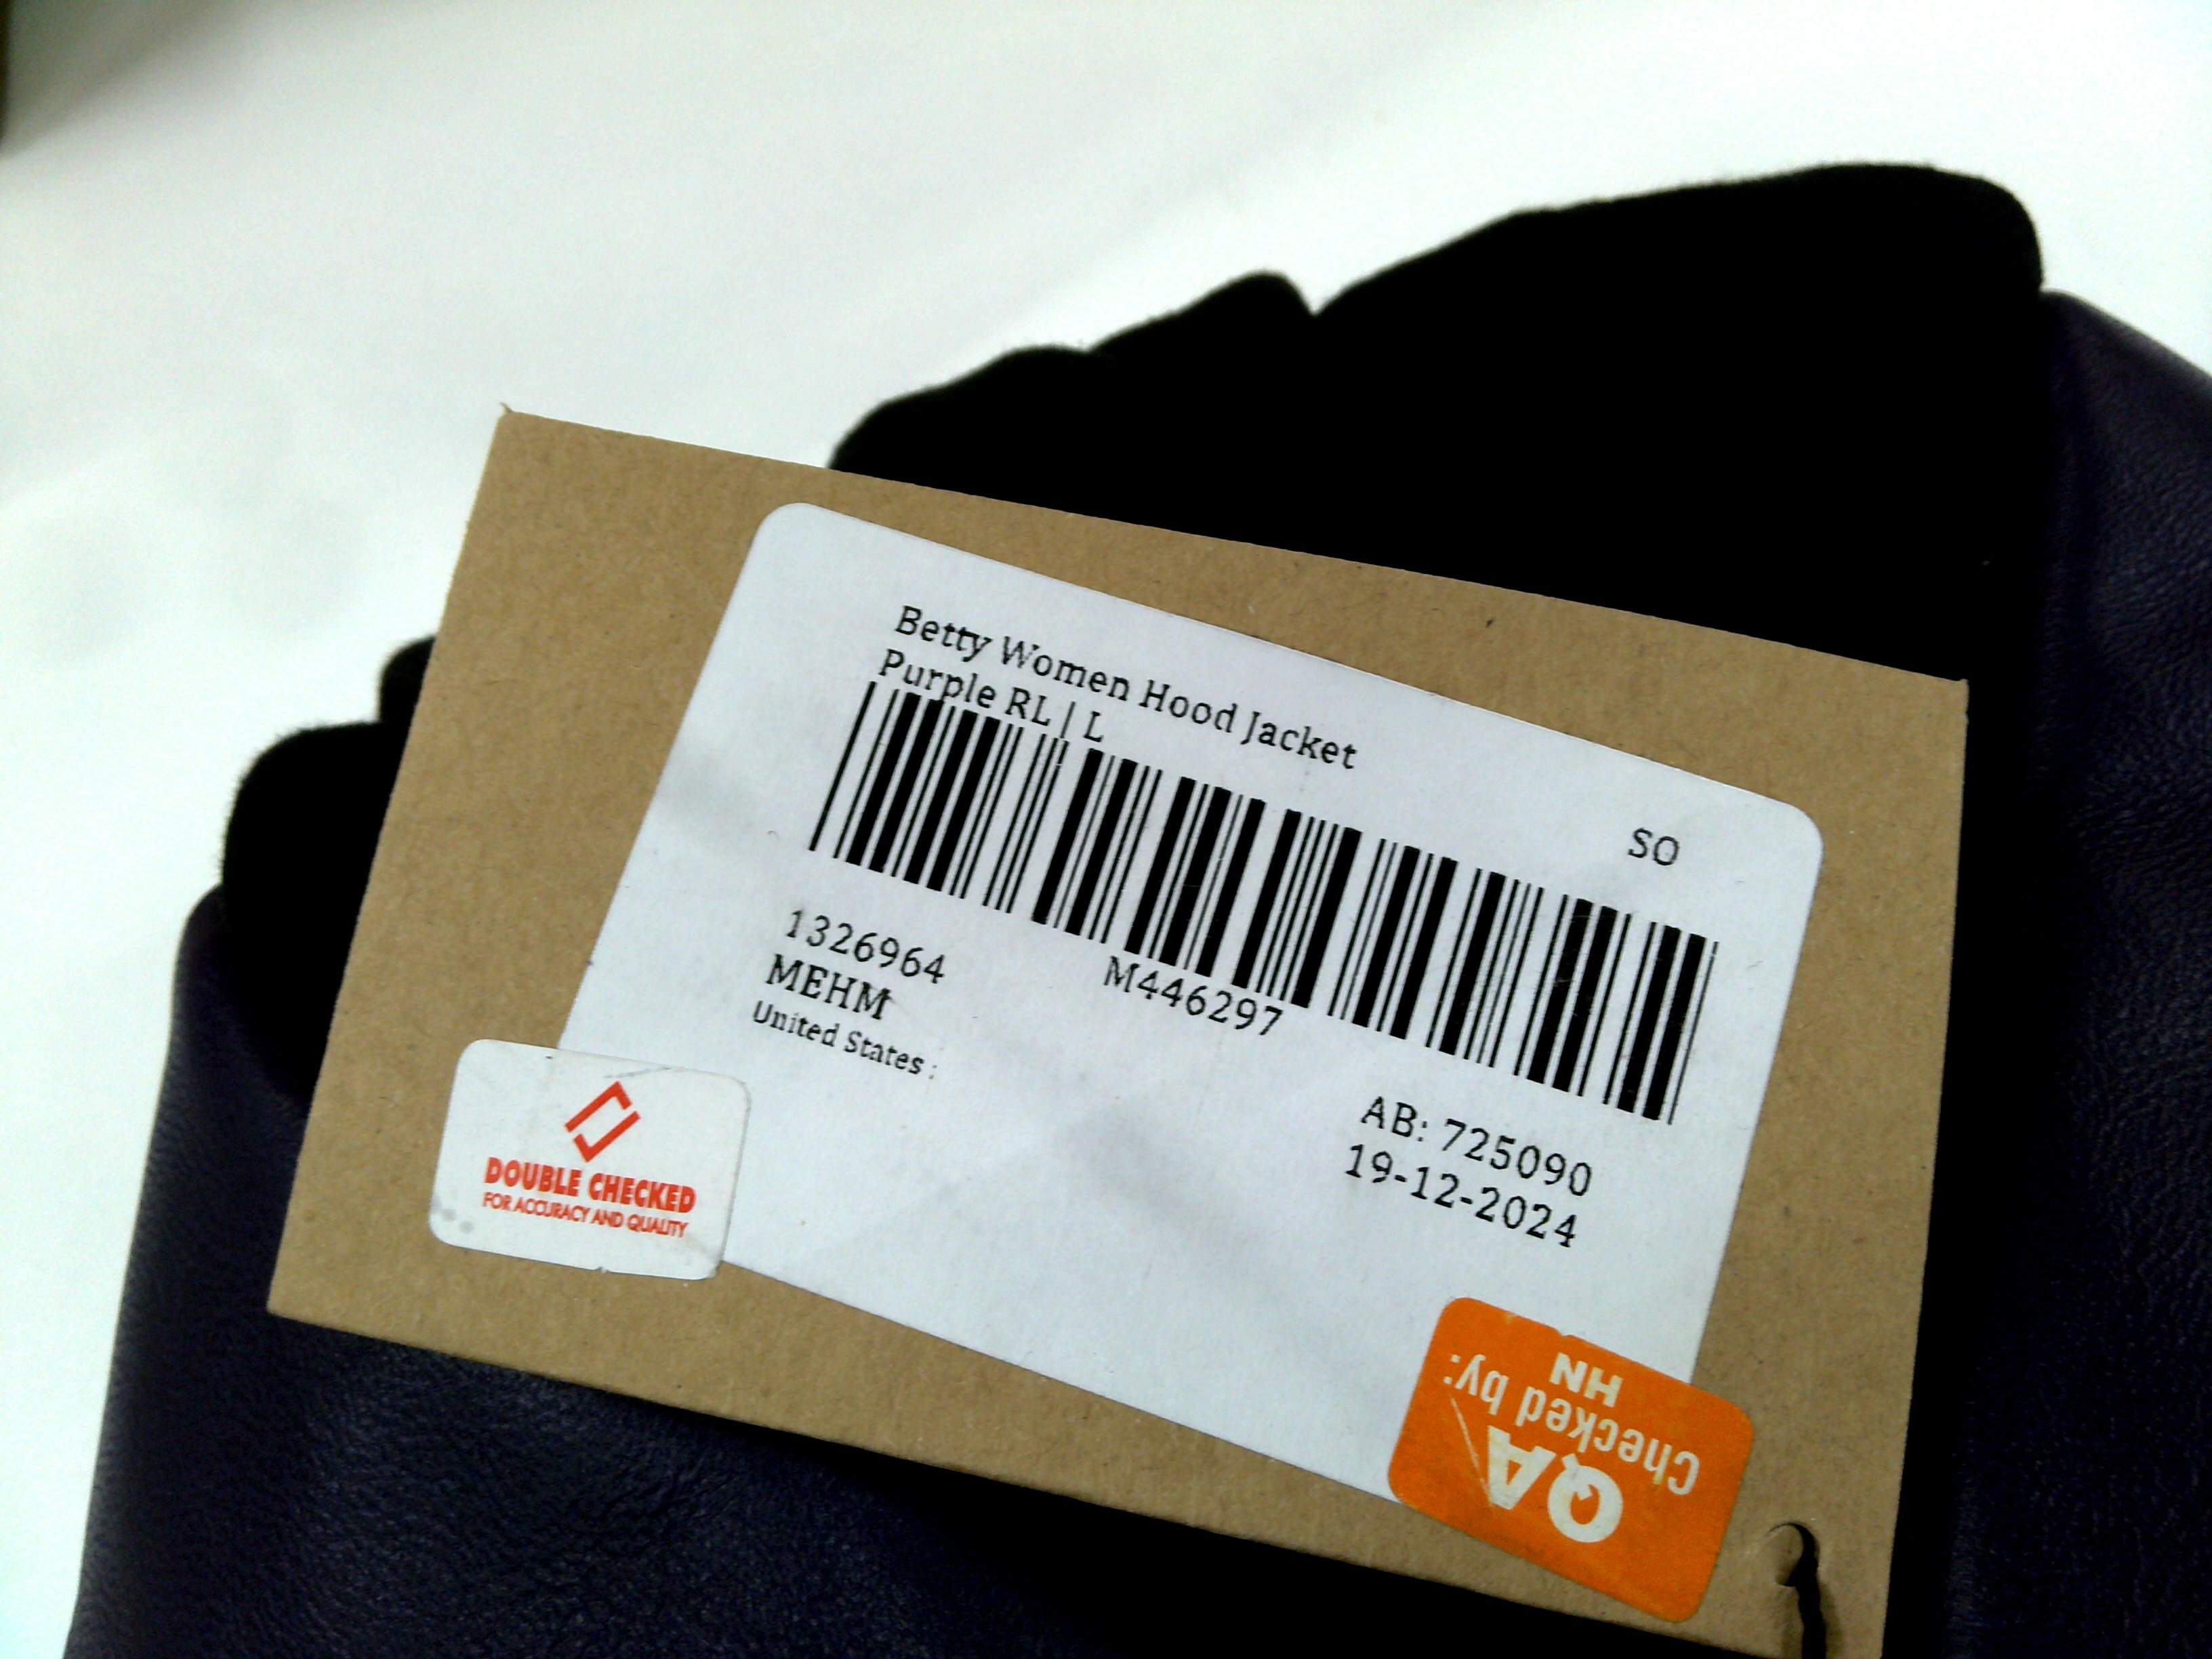 Betty Women Hood Jacket
Purple RL | L
SO
1326964
M446297
MEHM
United States :
AB: 725090
19-12-2024
DOUBLE CHECKED
FOR ACCURACY AND QUALITY
QA
Checked by:
HN